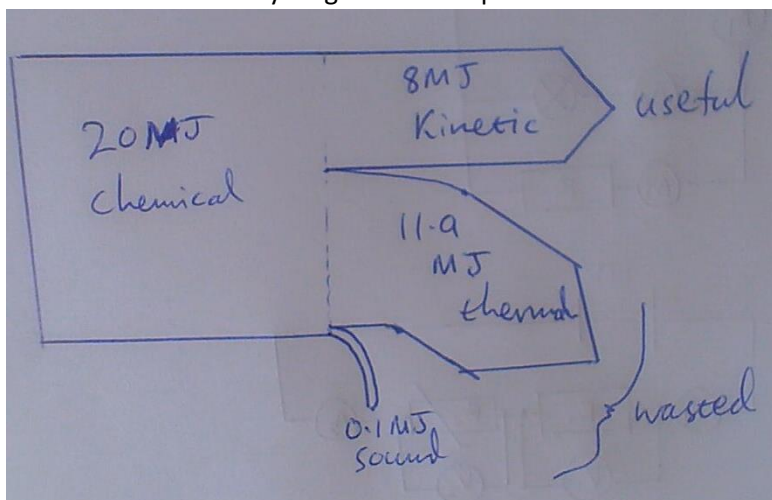 20MJ
chemical
8MJ
Kinetic
useful
11.9
MJ
thermal
0.1MJ
sound
wasted